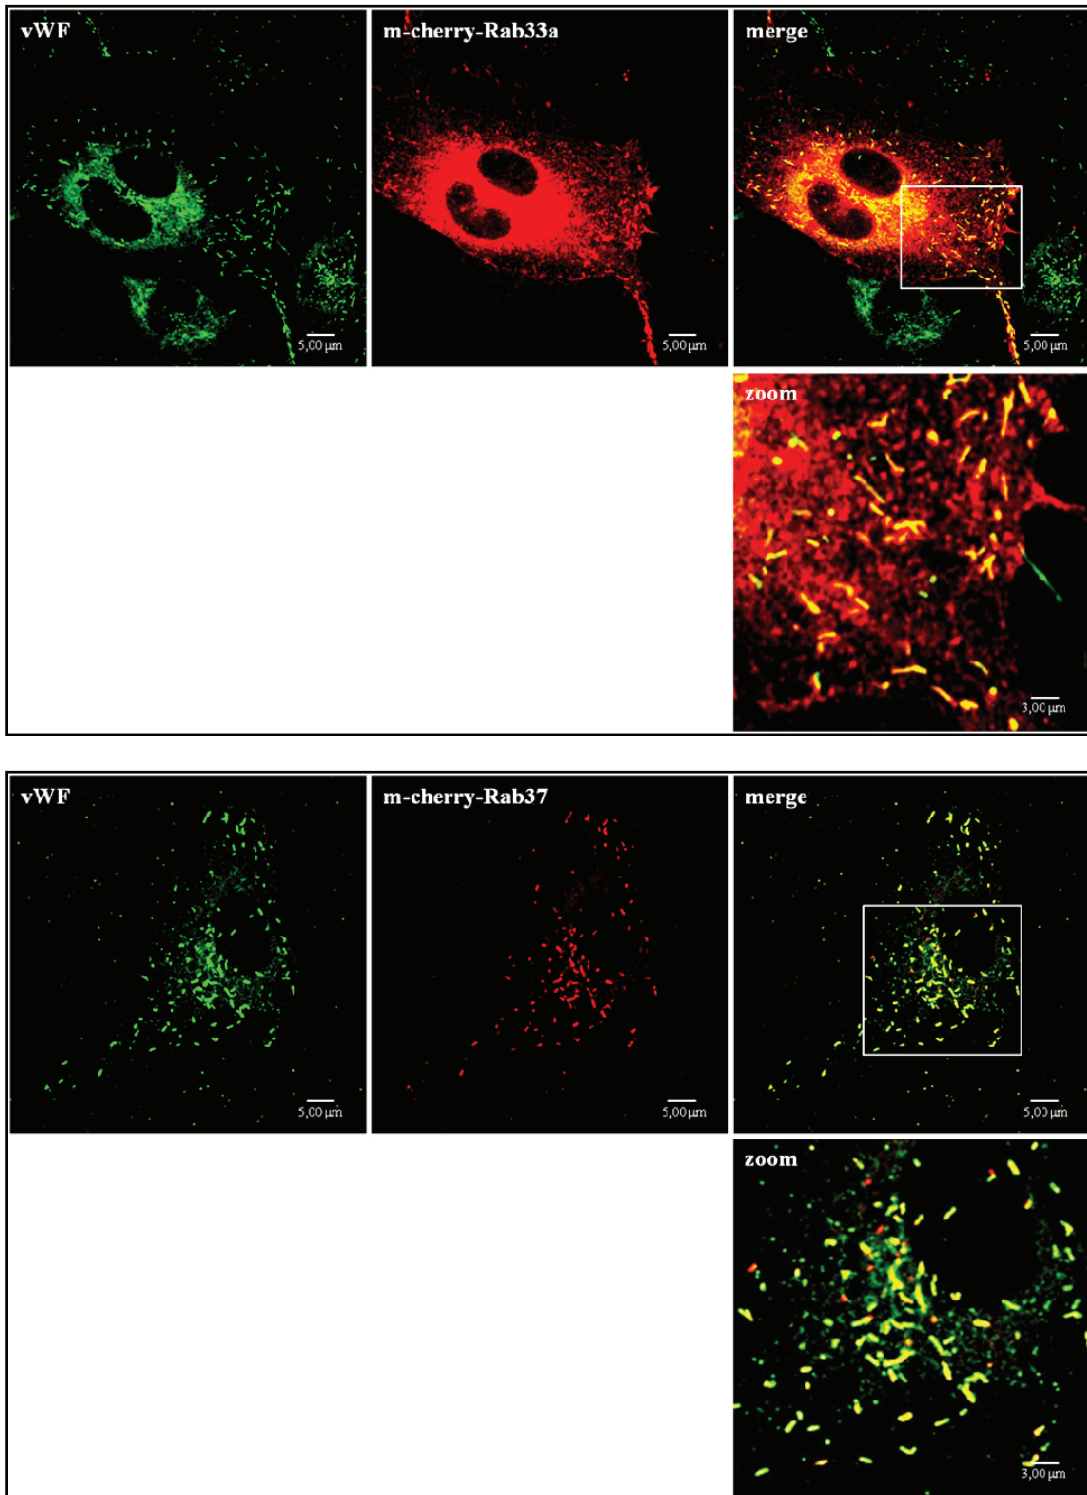 vWF
m-cherry-Rab33a
merge
5,00 µm
5,00 µm
5,00 µm
zoom
3,00 µm
vWF
m-cherry-Rab37
merge
5,00 µm
5,00 µm
5,00 µm
zoom
3,00 µm